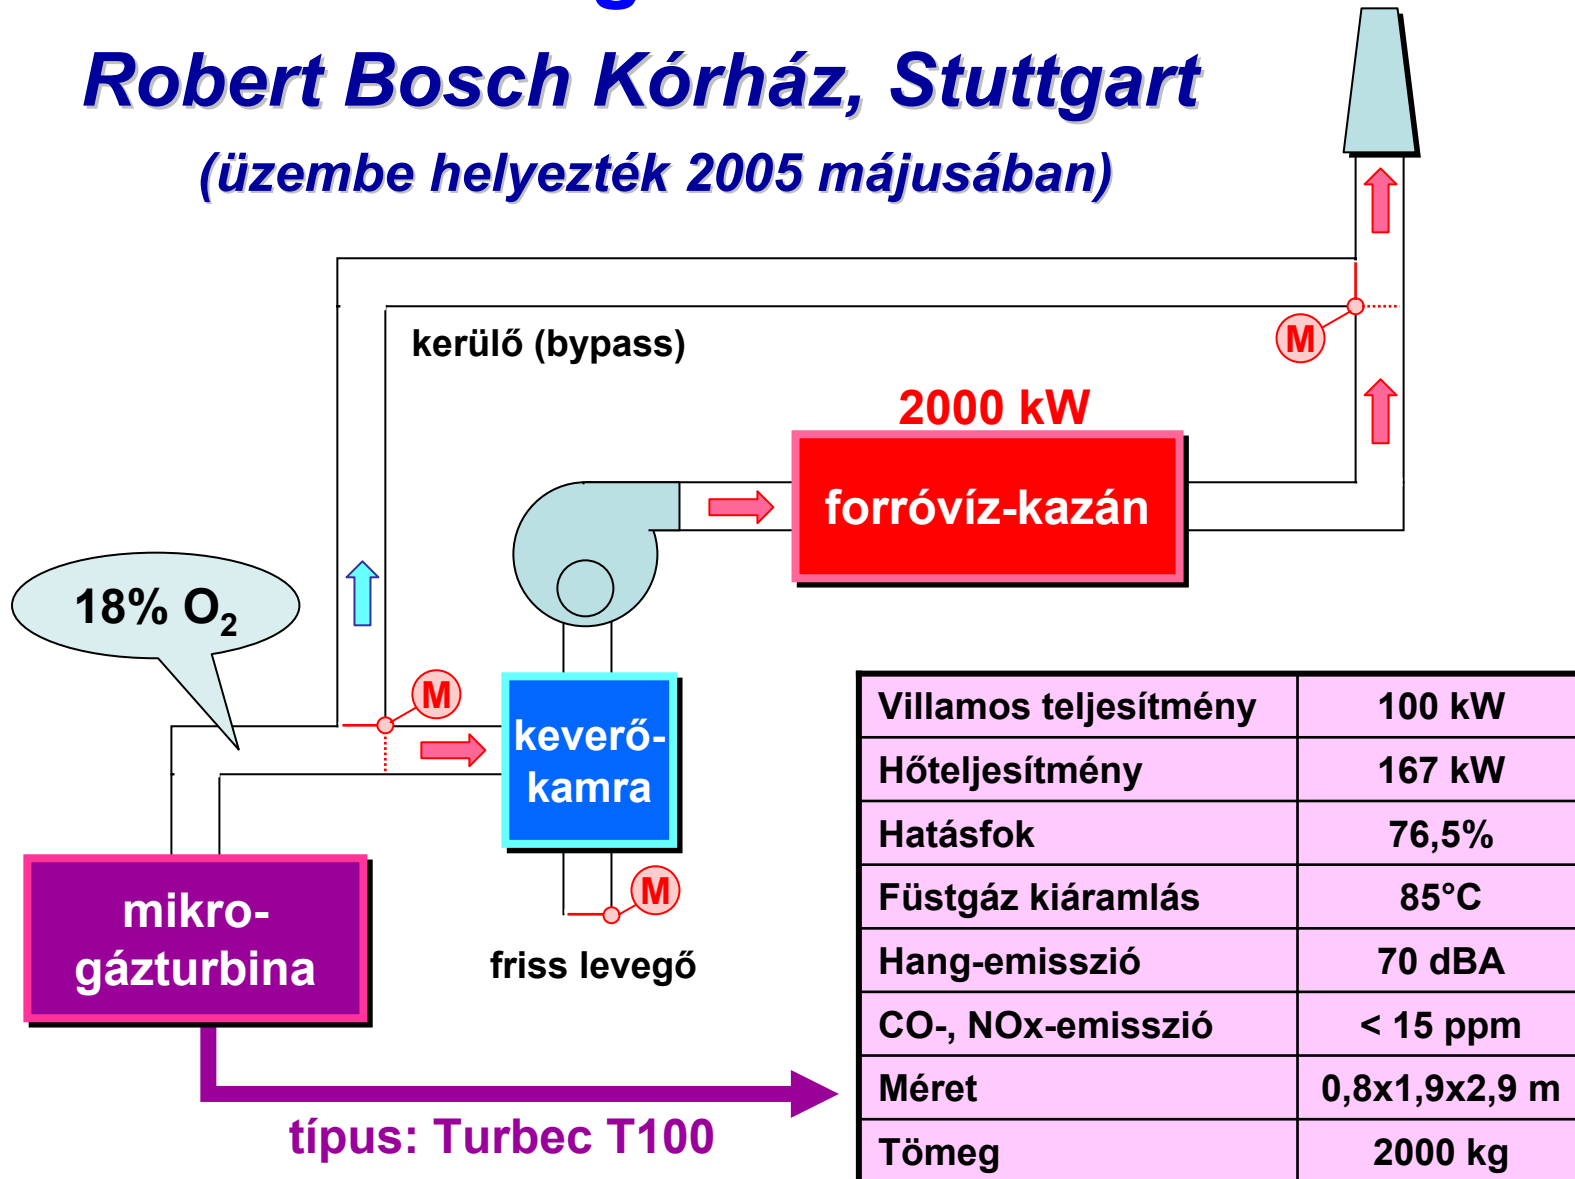 Robert Bosch Kórház, Stuttgart
(üzembe helyezték 2005 májusában)
kerülő (bypass)
M
2000 kW
forróvíz-kazán
18% O₂
M
keverő-
kamra
M
friss levegő
mikro-
gázturbina
típus: Turbec T100
Villamos teljesítmény 100 kW
Hőteljesítmény 167 kW
Hatásfok 76,5%
Füstgáz kiáramlás 85°C
Hang-emisszió 70 dBA
CO-, NOx-emisszió < 15 ppm
Méret 0,8x1,9x2,9 m
Tömeg 2000 kg